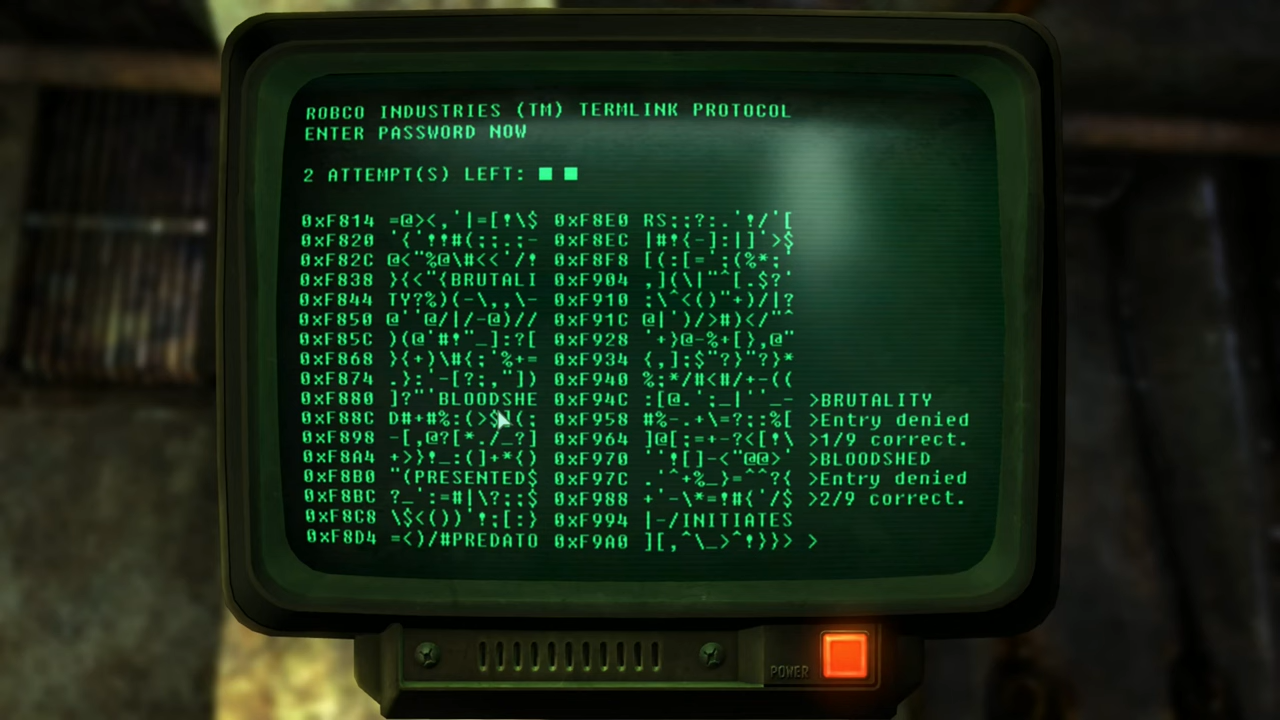 ROBCO INDUSTRIES (TM) TERMLINK PROTOCOL
ENTER PASSWORD NOW
2 ATTEMPT(S) LEFT: ■ ■
0xF814 =@><,'|=[!\$ 0xF8E0 RS;;?:.'!/'[
0xF820 '{'!!#(;:.;- 0xF8EC |#!{-]:|]'>$
0xF82C @<"%@\#<<'/! 0xF8F8 [(:[=';(%*;'
0xF838 }{<"{BRUTALI 0xF904 ,](\|"^[.$?'
0xF844 TY?%)(-\,,\- 0xF910 ;\^<()"+)/|?
0xF850 @''@/|/-@)// 0xF91C @|')/>#)</"^
0xF85C )(@'#!"_]:?[ 0xF928 '+}@-%+[},@"
0xF868 }{+)\#{;'%+= 0xF934 {,];$"?}"?}*
0xF874 .}:'-[?;,"]) 0xF940 %;*/#<#/+-((
0xF880 ]?"'BLOODSHE 0xF94C :[@.';_|''_- >BRUTALITY
0xF88C D#+#%:(>$](: 0xF958 #%-.+\=?;:%[ >Entry denied
0xF898 -[,@?[*./_?] 0xF964 ]@[;=+-?<[!\ >1/9 correct.
0xF8A4 +>}!_:(]+*{) 0xF970 ''![]-<"@@>' >BLOODSHED
0xF8B0 "(PRESENTED$ 0xF97C .'^+%_}=^^?{ >Entry denied
0xF8BC ?_':=#|\?;;$ 0xF988 +'-\*=!#{'/$ >2/9 correct.
0xF8C8 \$<())'!;[:} 0xF994 |-/INITIATES
0xF8D4 =<)/#PREDATO 0xF9A0 ][,^\_>^!}}> >
POWER